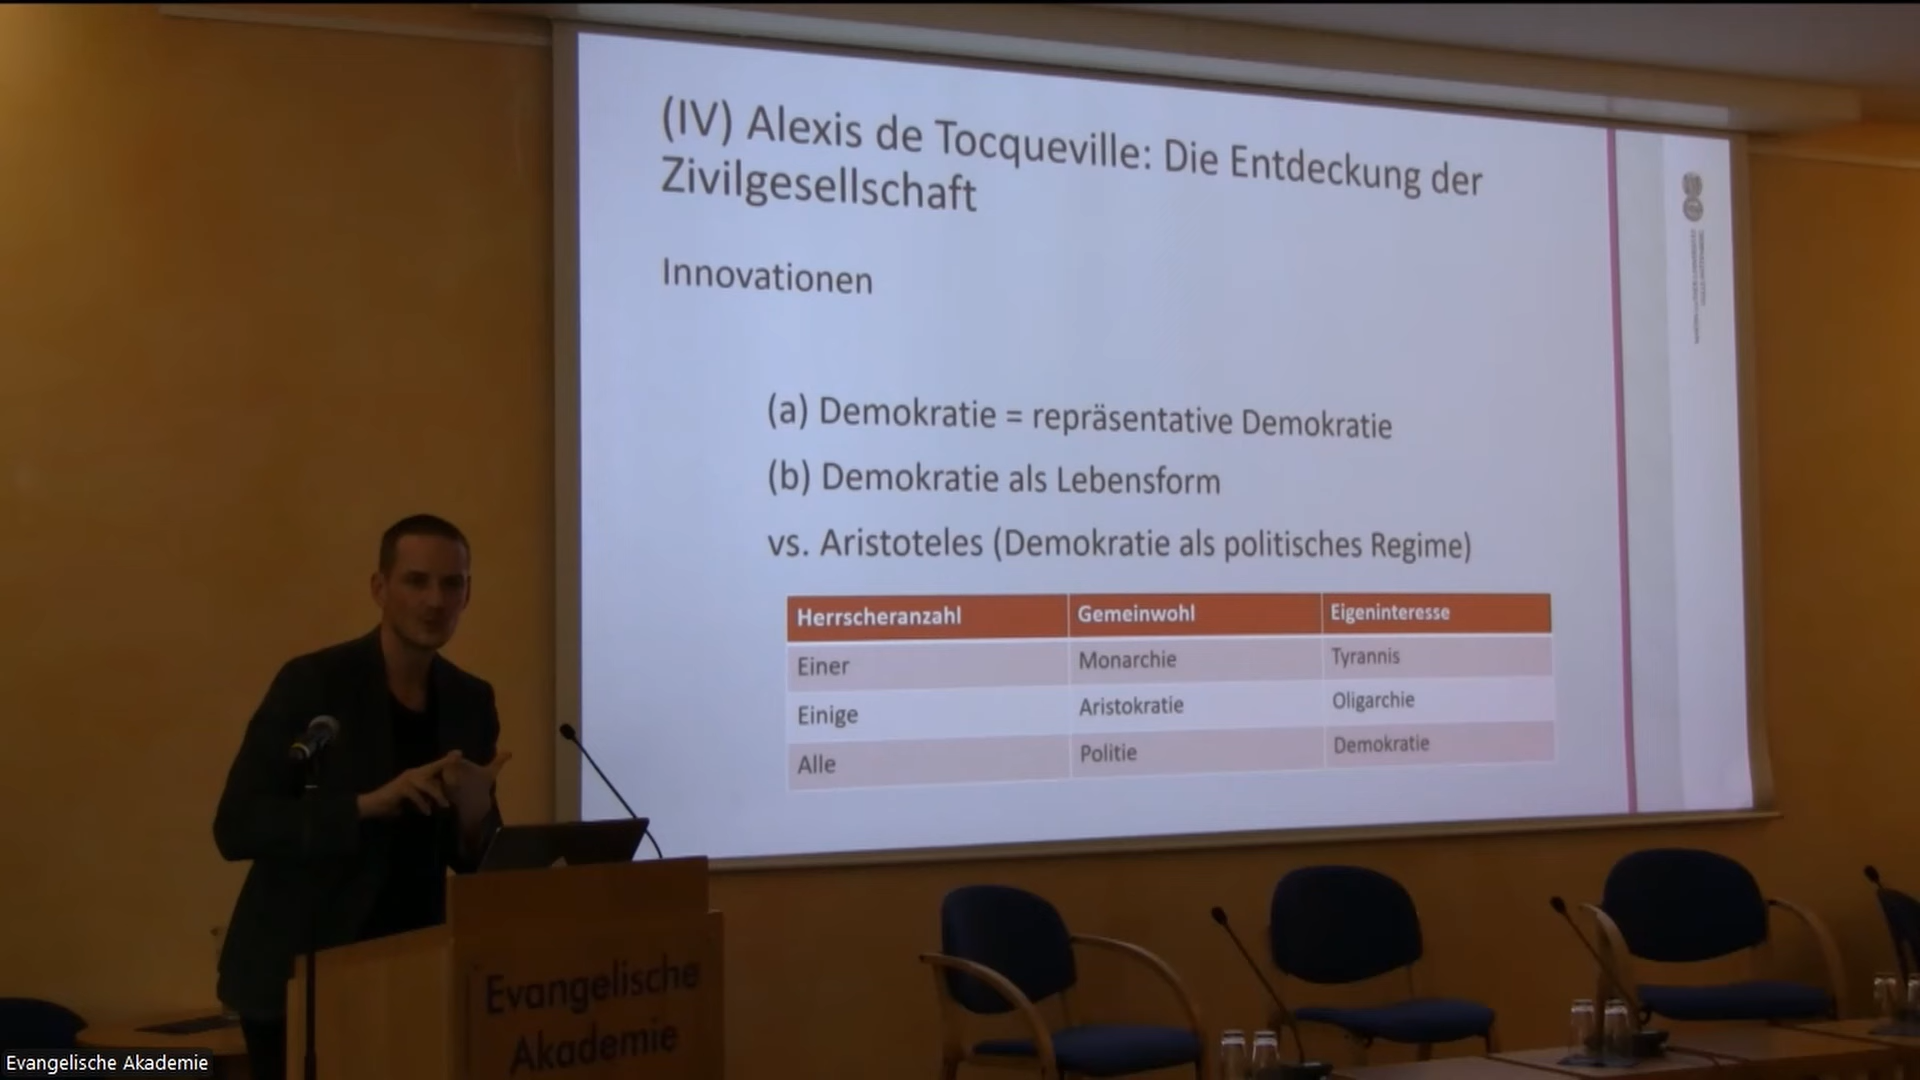 (IV) Alexis de Tocqueville: Die Entdeckung der
Zivilgesellschaft
Innovationen
(a) Demokratie = repräsentative Demokratie
(b) Demokratie als Lebensform
vs. Aristoteles (Demokratie als politisches Regime)
Herrscheranzahl Gemeinwohl Eigeninteresse
Einer Monarchie Tyrannis
Einige Aristokratie Oligarchie
Alle Politie Demokratie
Evangelische
Akademie
Evangelische Akademie